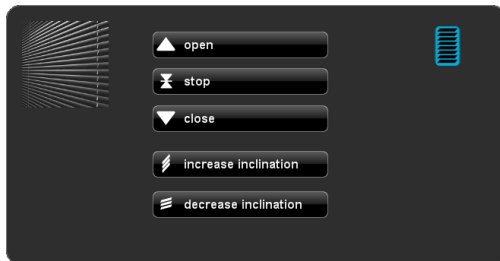 open
stop
close
increase inclination
decrease inclination